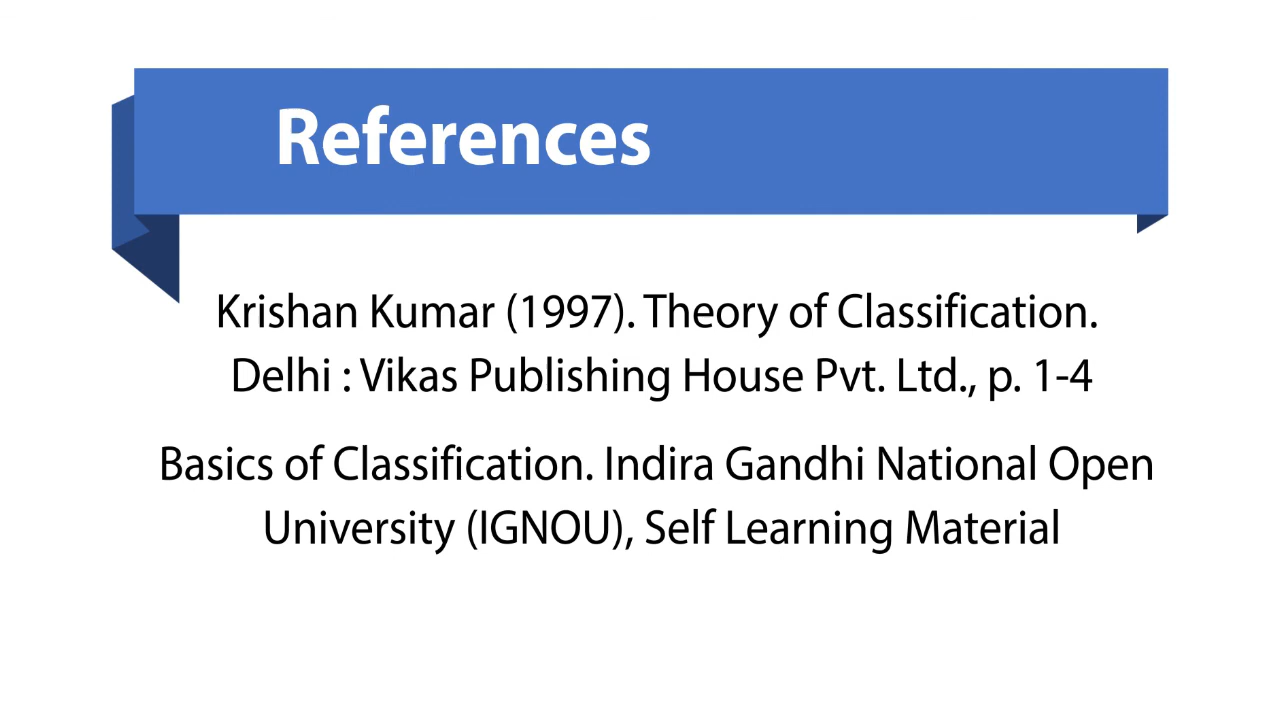 References
Krishan Kumar (1997). Theory of Classification.
Delhi : Vikas Publishing House Pvt. Ltd., p. 1-4
Basics of Classification. Indira Gandhi National Open
University (IGNOU), Self Learning Material